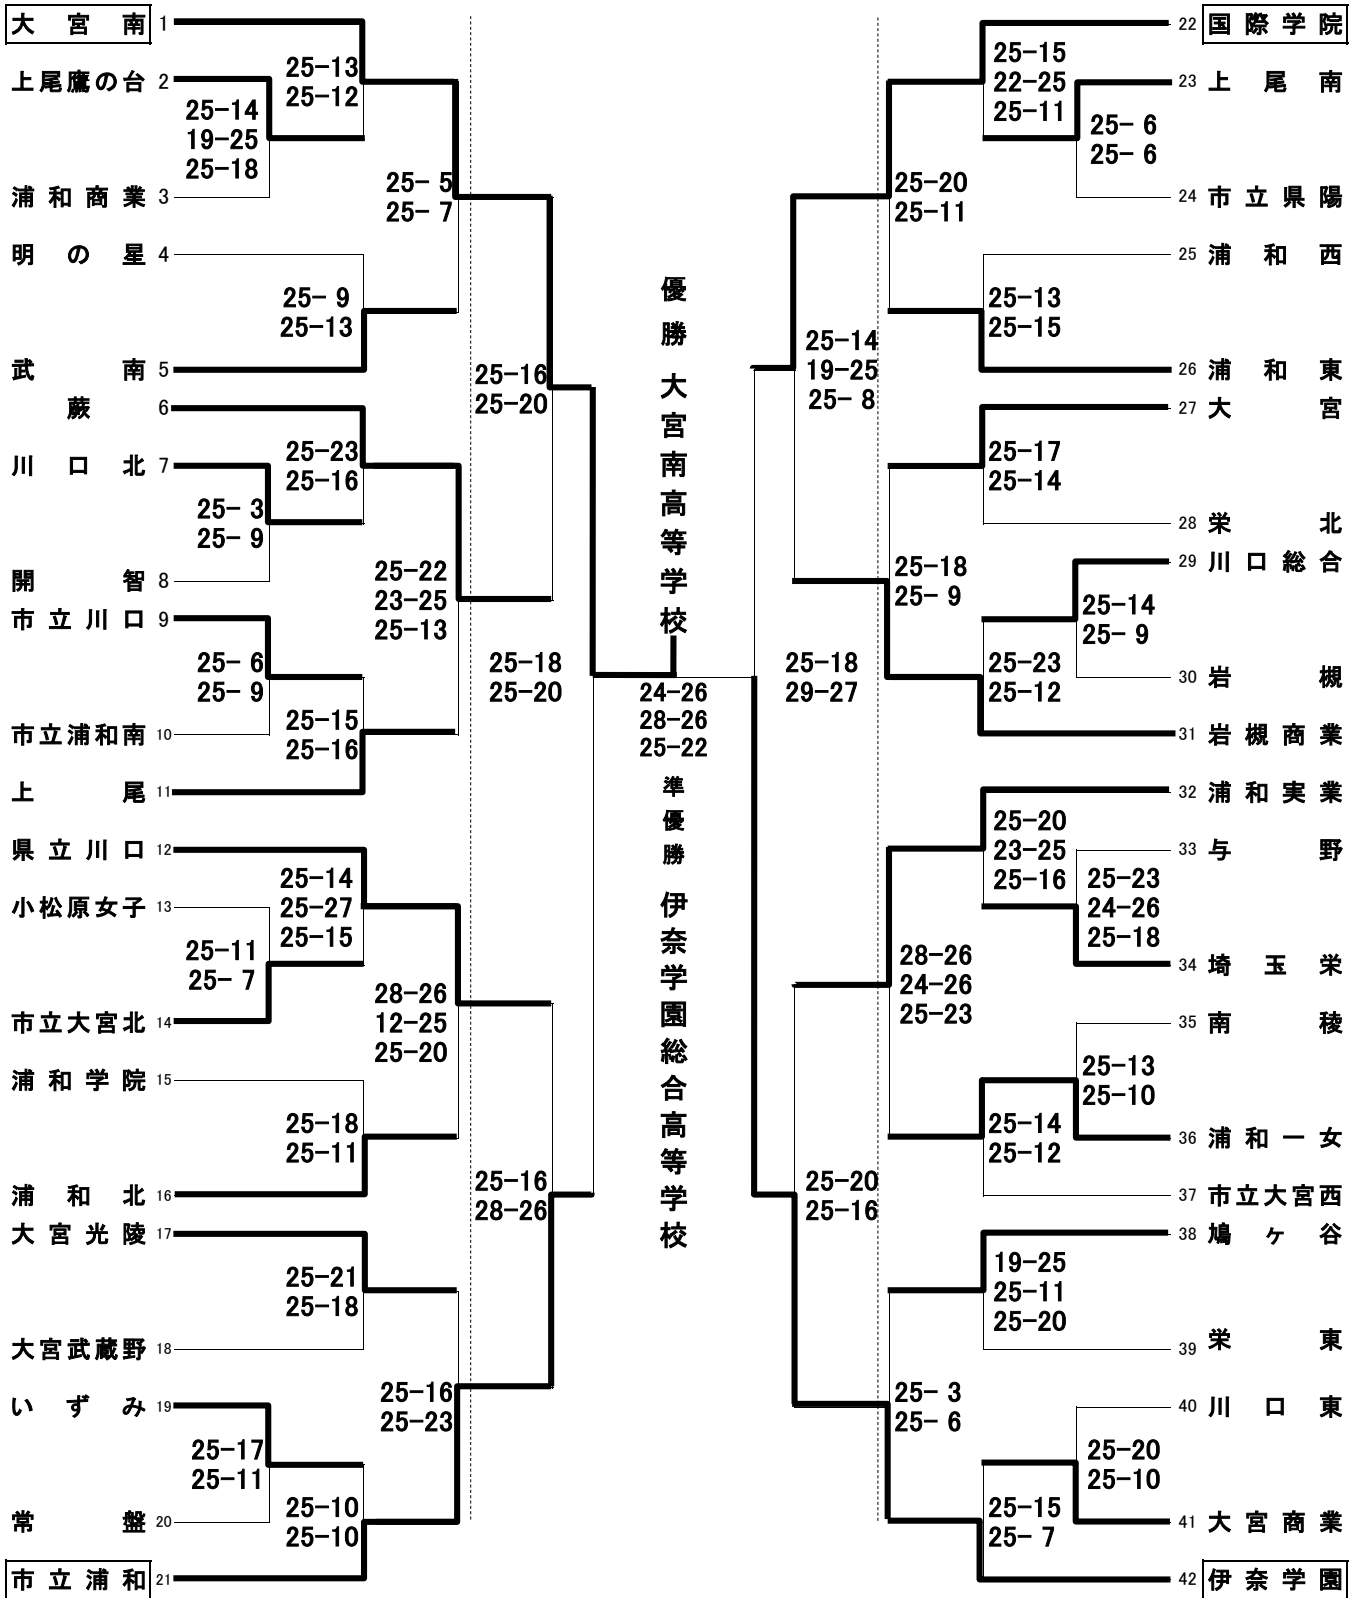 大宮南 1
25-13
25-12
上尾鷹の台 2
25-14
19-25
25-18
浦和商業 3
25- 5
25- 7
明の星 4
25- 9
25-13
武南 5
25-16
25-20
蕨 6
25-23
25-16
川口北 7
25- 3
25- 9
開智 8
25-22
23-25
25-13
市立川口 9
25- 6
25- 9
市立浦和南 10
25-15
25-16
上尾 11
25-18
25-20
県立川口 12
25-14
25-27
25-15
小松原女子 13
25-11
25- 7
市立大宮北 14
28-26
12-25
25-20
浦和学院 15
25-18
25-11
浦和北 16
25-16
28-26
大宮光陵 17
25-21
25-18
大宮武蔵野 18
25-16
25-23
いずみ 19
25-17
25-11
常盤 20
25-10
25-10
市立浦和 21
優勝 大宮南高等学校
24-26
28-26
25-22
準優勝 伊奈学園総合高等学校
22 国際学院
25-15
22-25
25-11
23 上尾南
25- 6
25- 6
24 市立県陽
25-20
25-11
25 浦和西
25-13
25-15
26 浦和東
25-14
19-25
25- 8
27 大宮
25-17
25-14
28 栄北
29 川口総合
25-18
25- 9
25-14
25- 9
30 岩槻
25-23
25-12
31 岩槻商業
25-18
29-27
32 浦和実業
25-20
23-25
25-16
33 与野
25-23
24-26
25-18
34 埼玉栄
28-26
24-26
25-23
35 南稜
25-13
25-10
36 浦和一女
25-14
25-12
37 市立大宮西
25-20
25-16
38 鳩ヶ谷
19-25
25-11
25-20
39 栄東
25- 3
25- 6
40 川口東
25-20
25-10
41 大宮商業
25-15
25- 7
42 伊奈学園